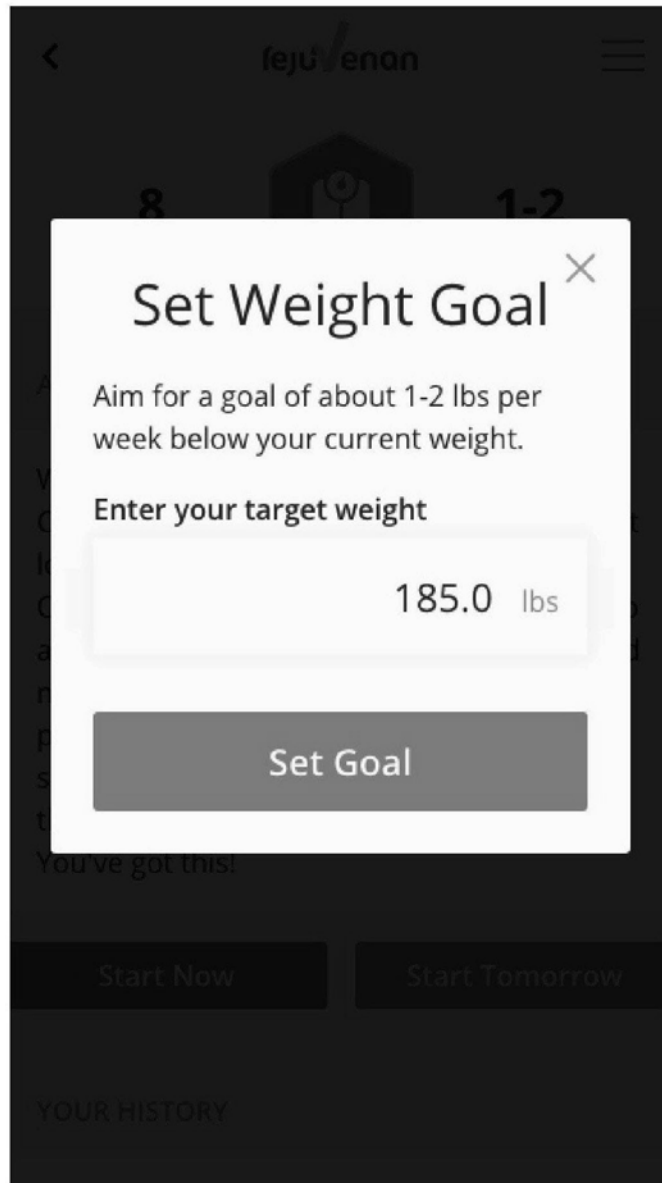 rejuvenan
8
1-2
Set Weight Goal
Aim for a goal of about 1-2 lbs per
week below your current weight.
Enter your target weight
185.0 lbs
Set Goal
You've got this!
Start Now
Start Tomorrow
YOUR HISTORY